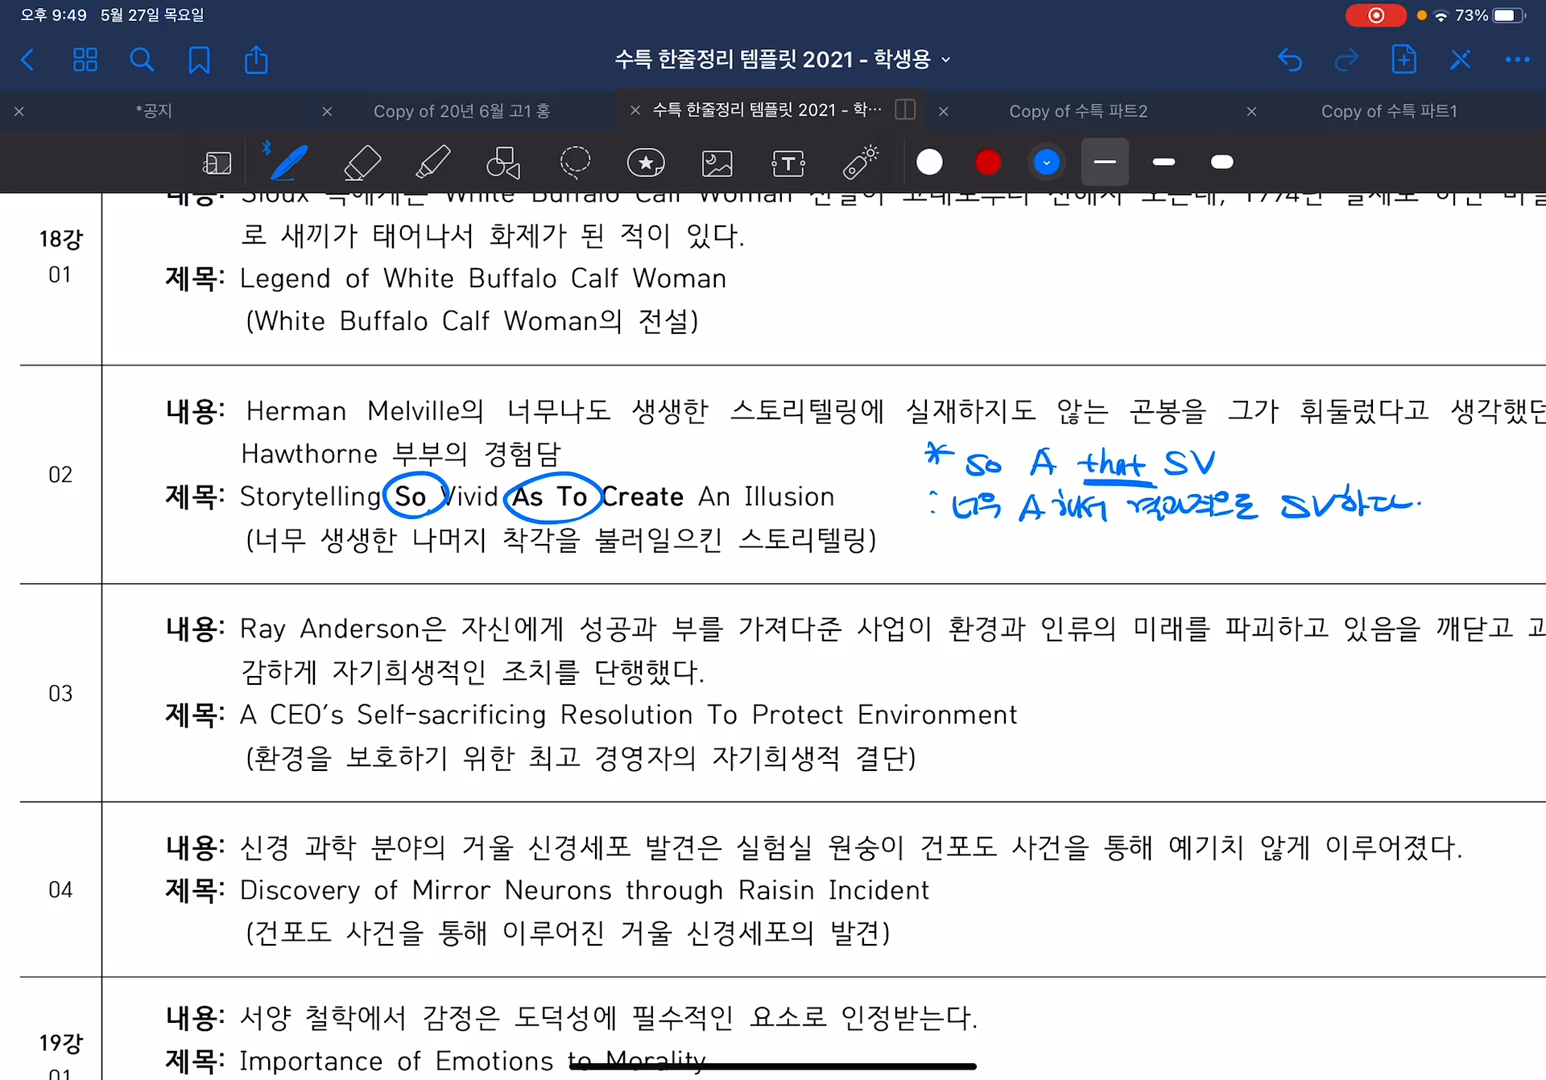 오후 9:49 5월 27일 목요일
73%
수특 한줄정리 템플릿 2021 - 학생용
*공지
Copy of 20년 6월 고1 홍
수특 한줄정리 템플릿 2021 - 학···
Copy of 수특 파트2
Copy of 수특 파트1
18강
01
로 새끼가 태어나서 화제가 된 적이 있다.
제목: Legend of White Buffalo Calf Woman
(White Buffalo Calf Woman의 전설)
02
내용: Herman Melville의 너무나도 생생한 스토리텔링에 실재하지도 않는 곤봉을 그가 휘둘렀다고 생각했던
Hawthorne 부부의 경험담
* so A that SV
제목: Storytelling So Vivid As To Create An Illusion
: 너무 A해서 결과적으로 SV하다.
(너무 생생한 나머지 착각을 불러일으킨 스토리텔링)
03
내용: Ray Anderson은 자신에게 성공과 부를 가져다준 사업이 환경과 인류의 미래를 파괴하고 있음을 깨닫고 과
감하게 자기희생적인 조치를 단행했다.
제목: A CEO's Self-sacrificing Resolution To Protect Environment
(환경을 보호하기 위한 최고 경영자의 자기희생적 결단)
04
내용: 신경 과학 분야의 거울 신경세포 발견은 실험실 원숭이 건포도 사건을 통해 예기치 않게 이루어졌다.
제목: Discovery of Mirror Neurons through Raisin Incident
(건포도 사건을 통해 이루어진 거울 신경세포의 발견)
19강
01
내용: 서양 철학에서 감정은 도덕성에 필수적인 요소로 인정받는다.
제목: Importance of Emotions to Morality